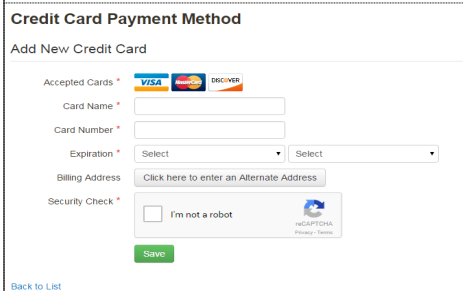 Credit Card Payment Method
Add New Credit Card
Accepted Cards * VISA MasterCard DISCOVER
Card Name *
Card Number *
Expiration * Select Select
Billing Address Click here to enter an Alternate Address
Security Check * I'm not a robot
reCAPTCHA
Privacy - Terms
Save
Back to List